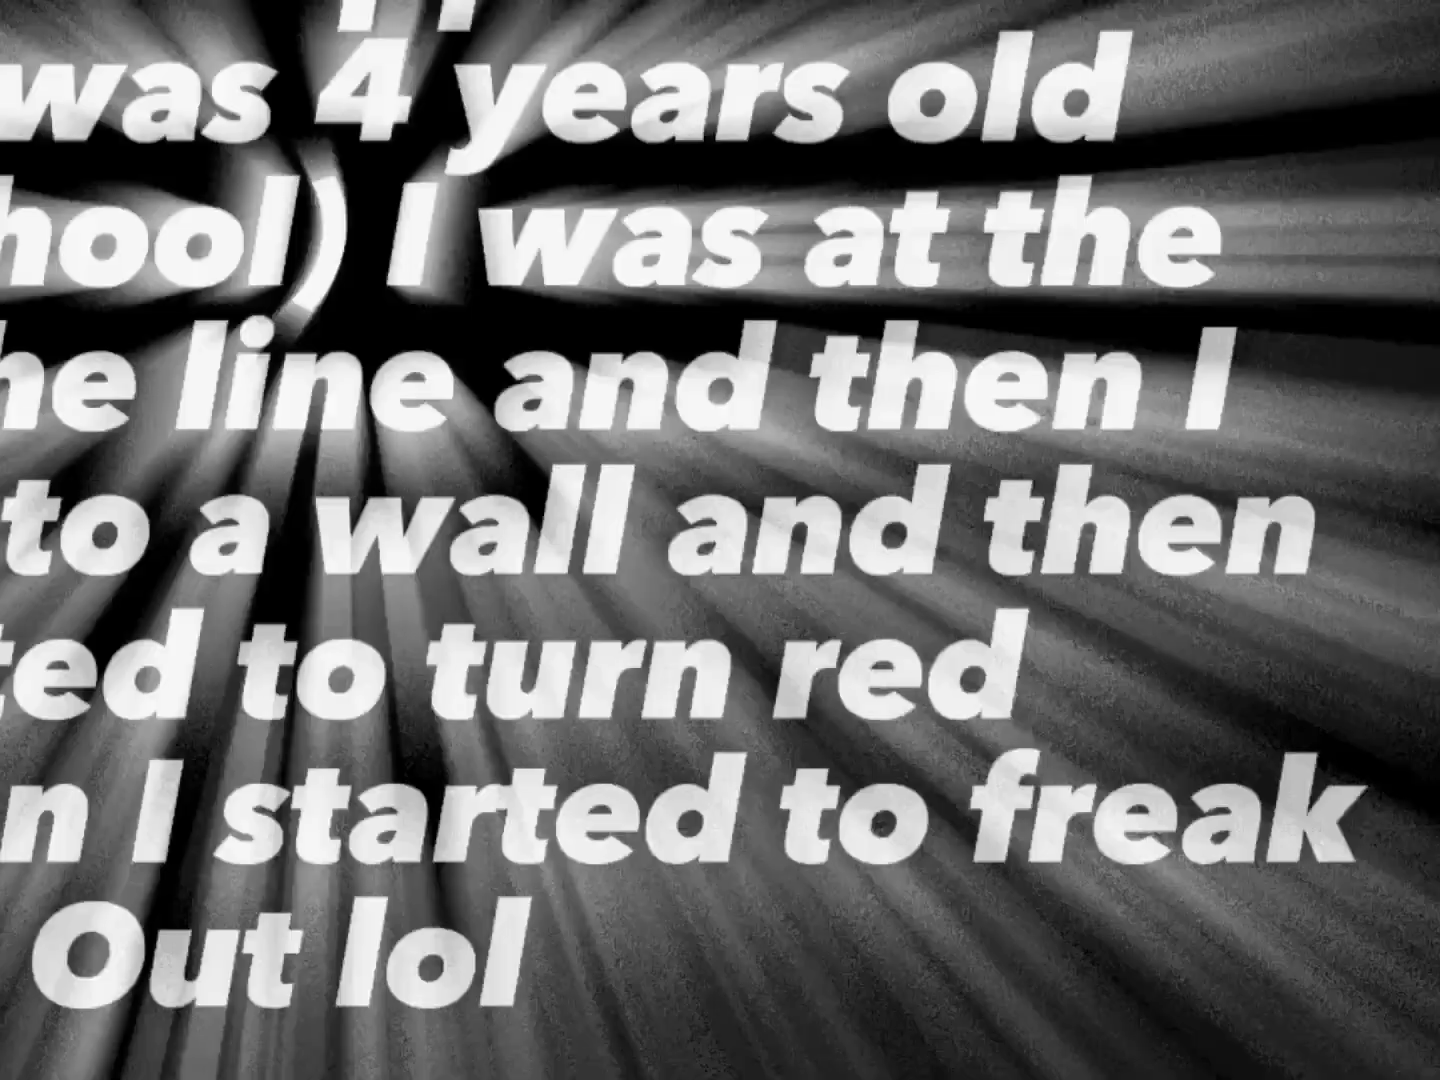 was 4 years old
hool) I was at the
he line and then I
to a wall and then
ted to turn red
n I started to freak
Out lol